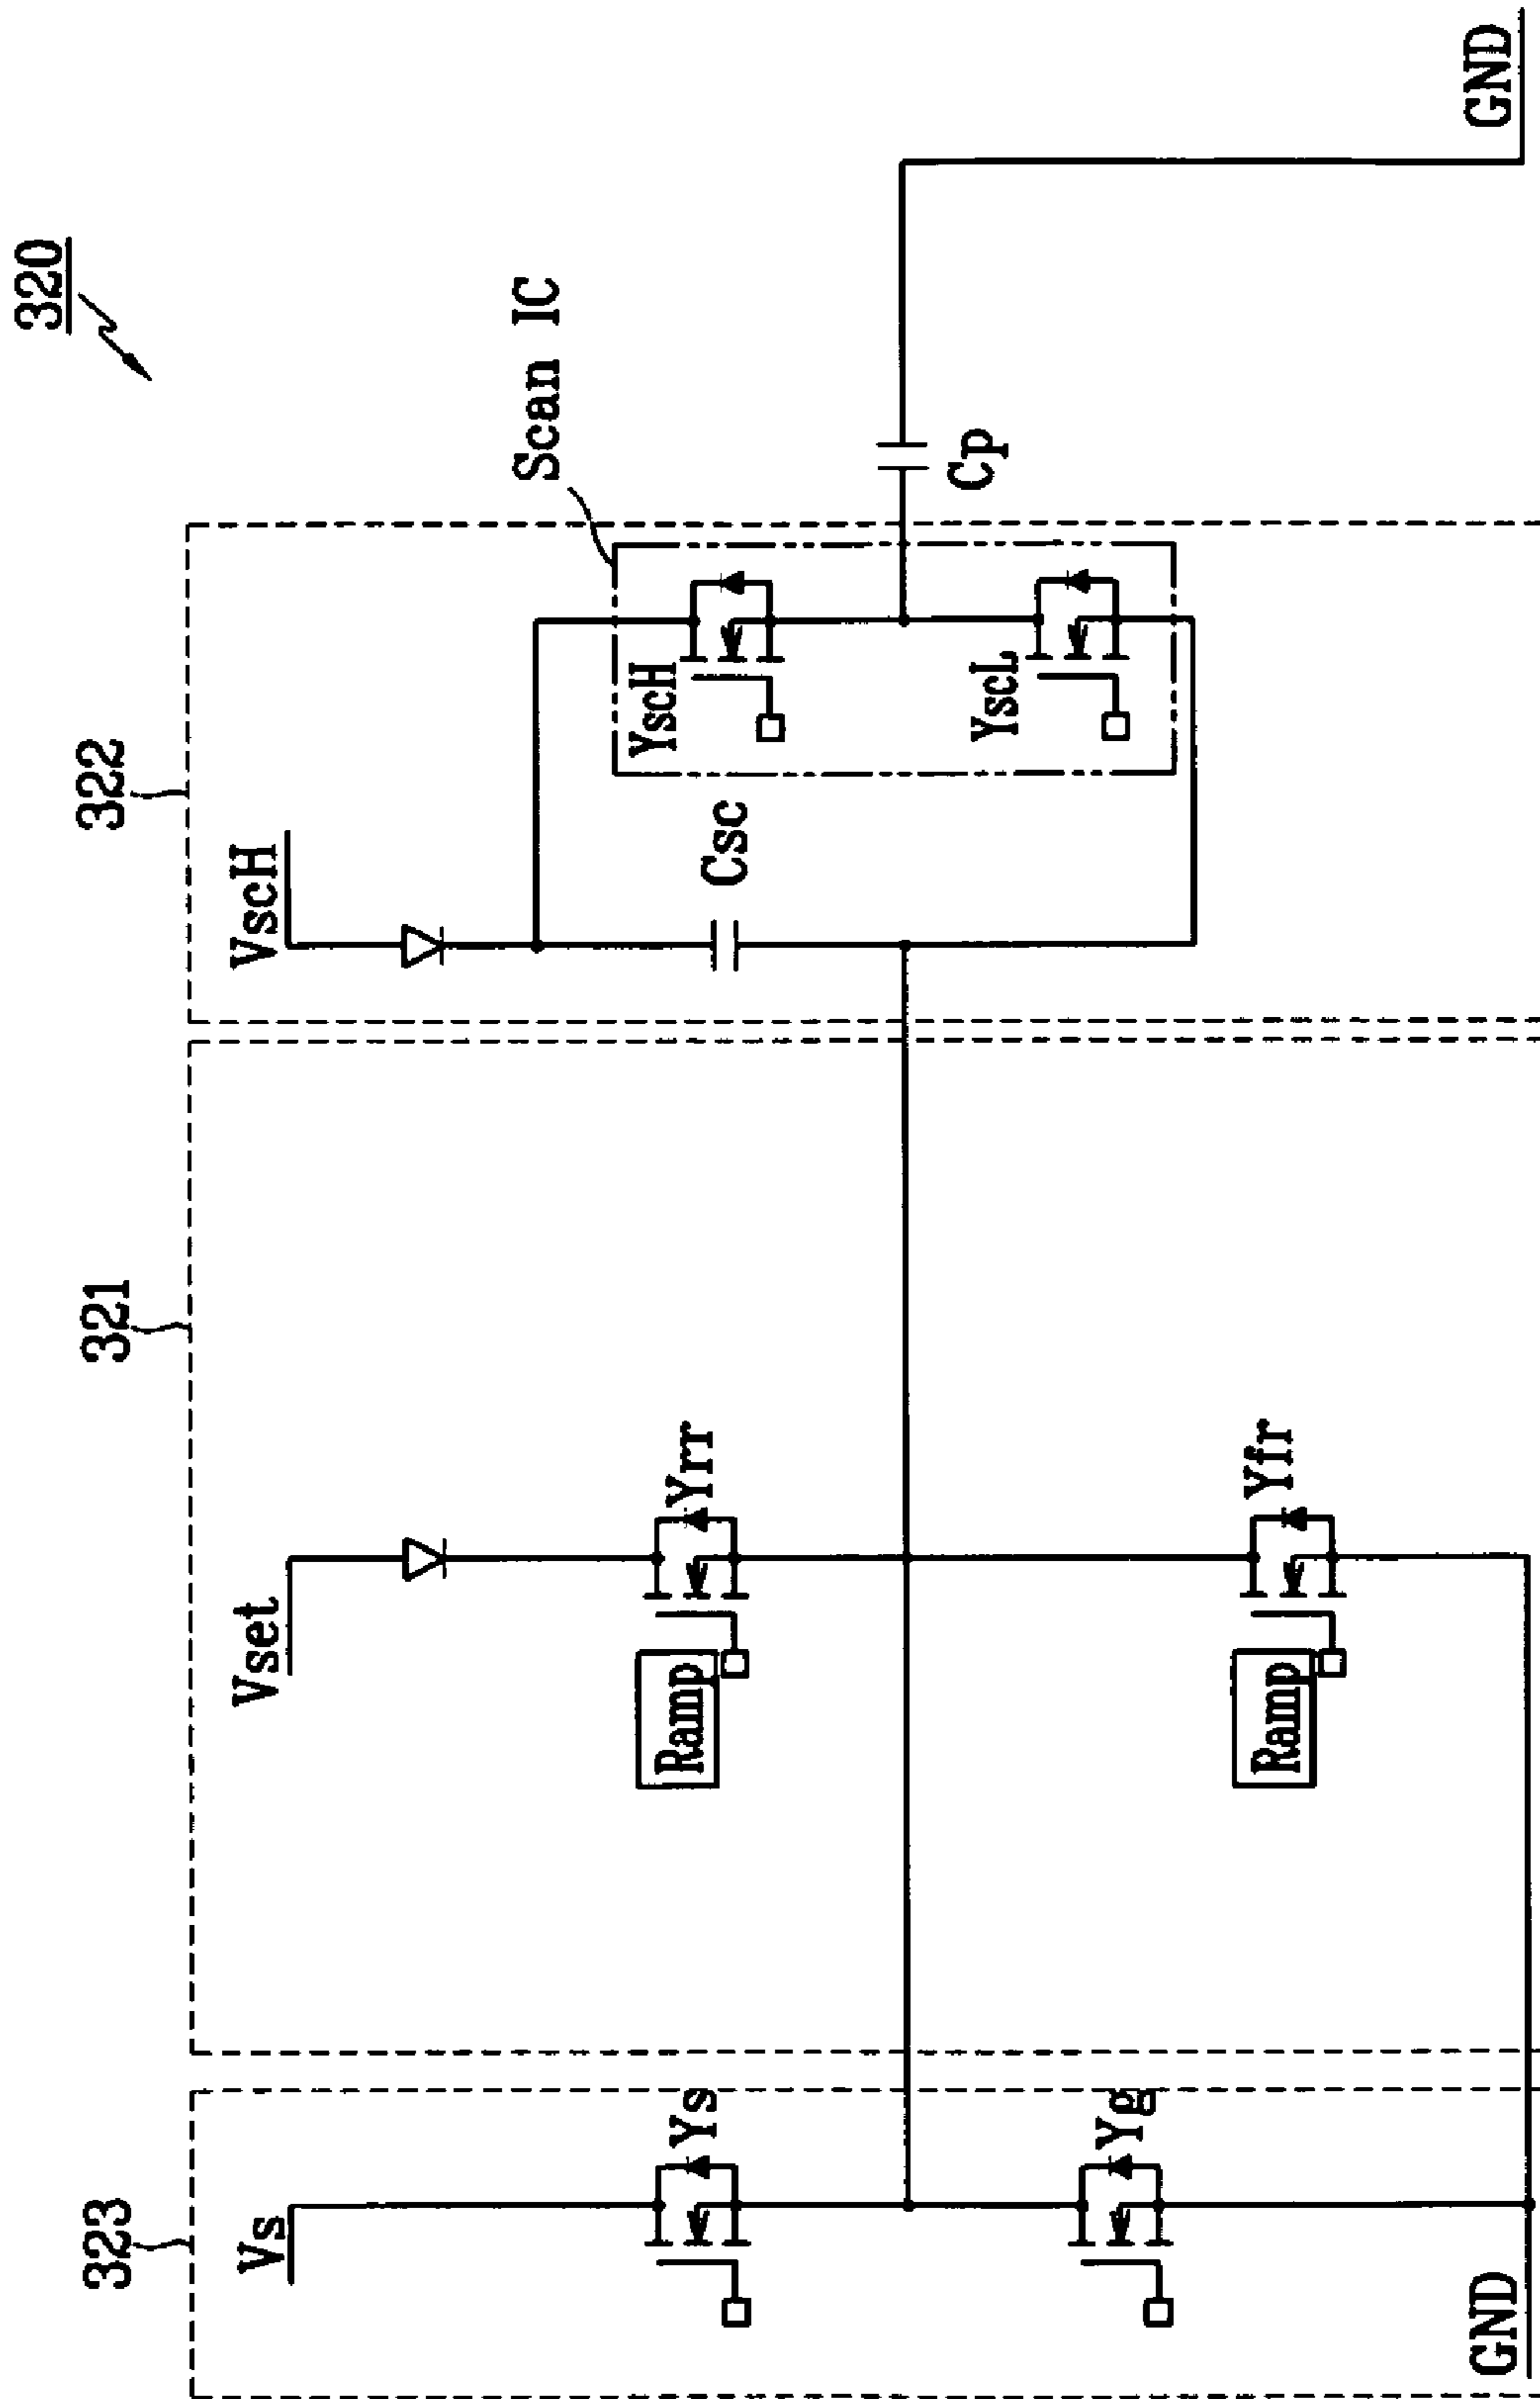 320
323
321
322
Vs
Vset
VscH
Scan IC
Ys
Yrr
YscH
Ramp
Csc
Cp
Yg
Yfr
YscL
Ramp
GND
GND